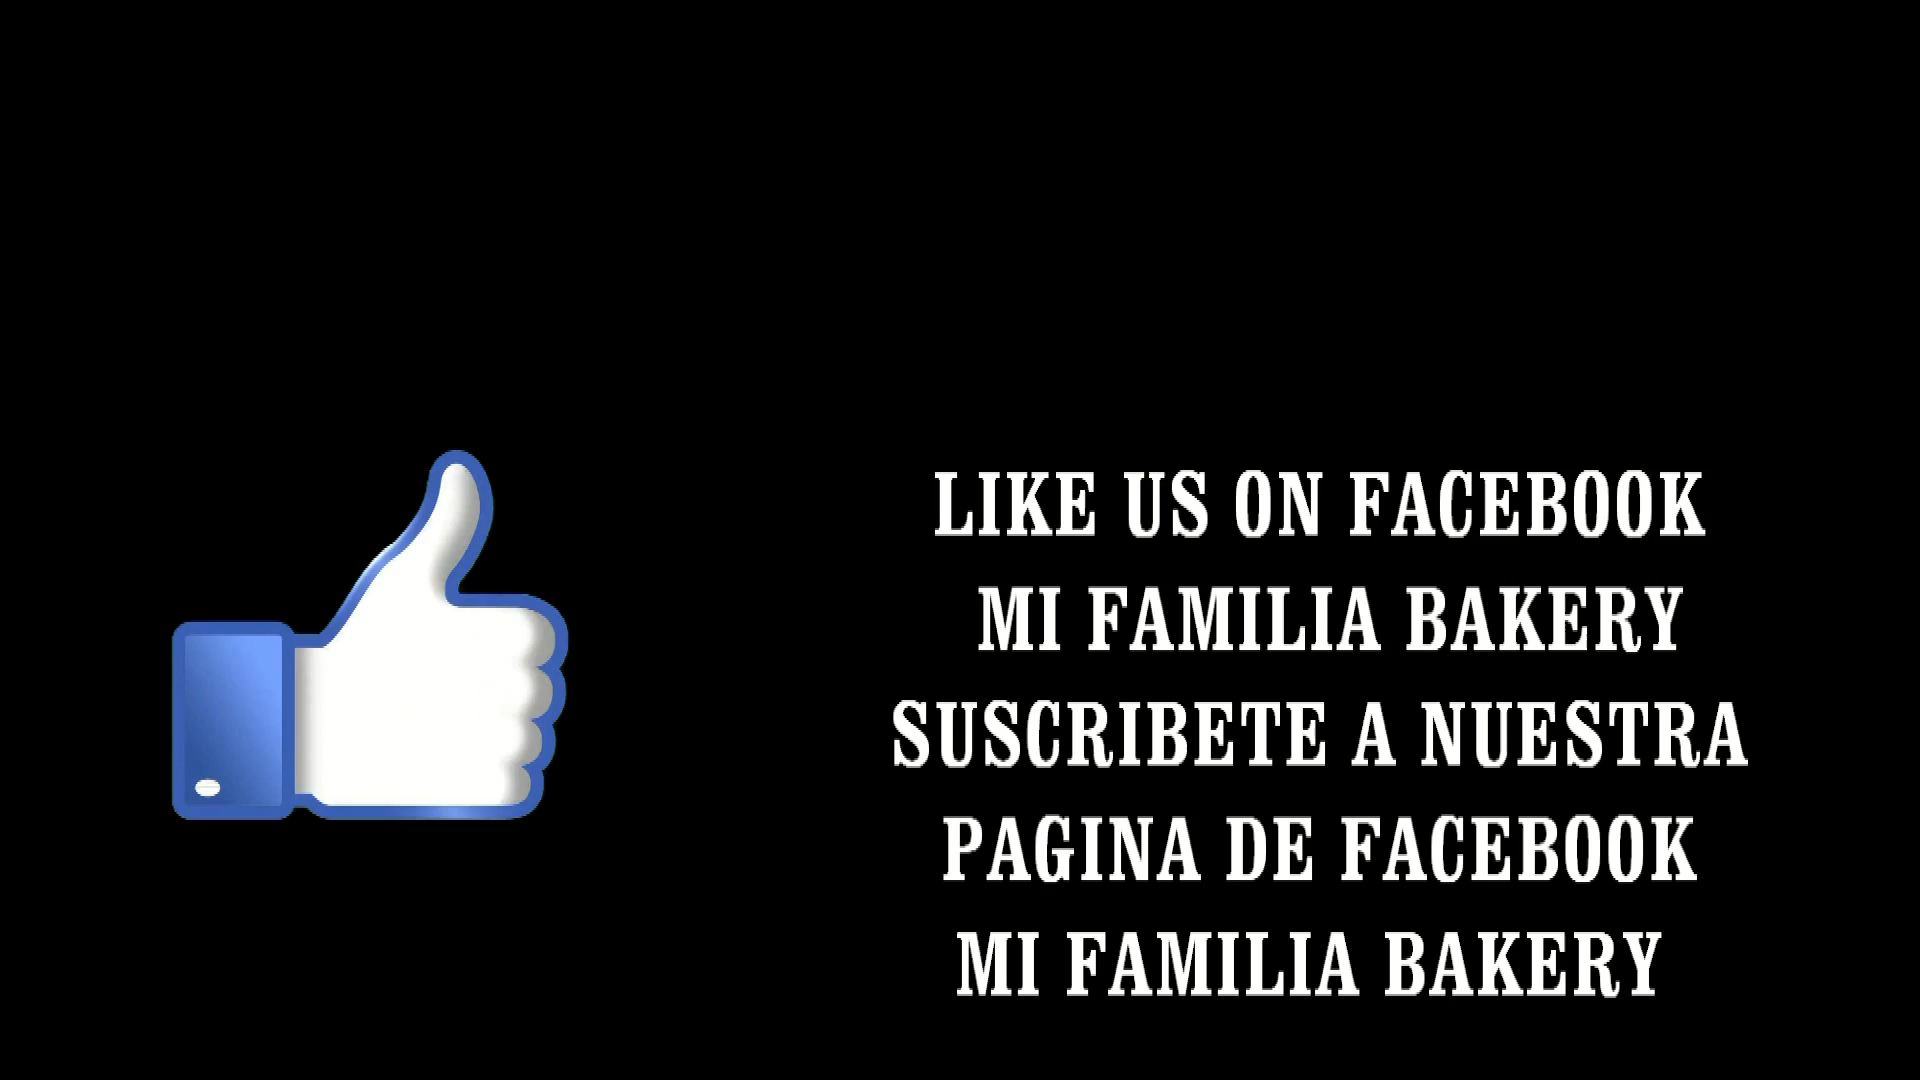 LIKE US ON FACEBOOK
MI FAMILIA BAKERY
SUSCRIBETE A NUESTRA
PAGINA DE FACEBOOK
MI FAMILIA BAKERY